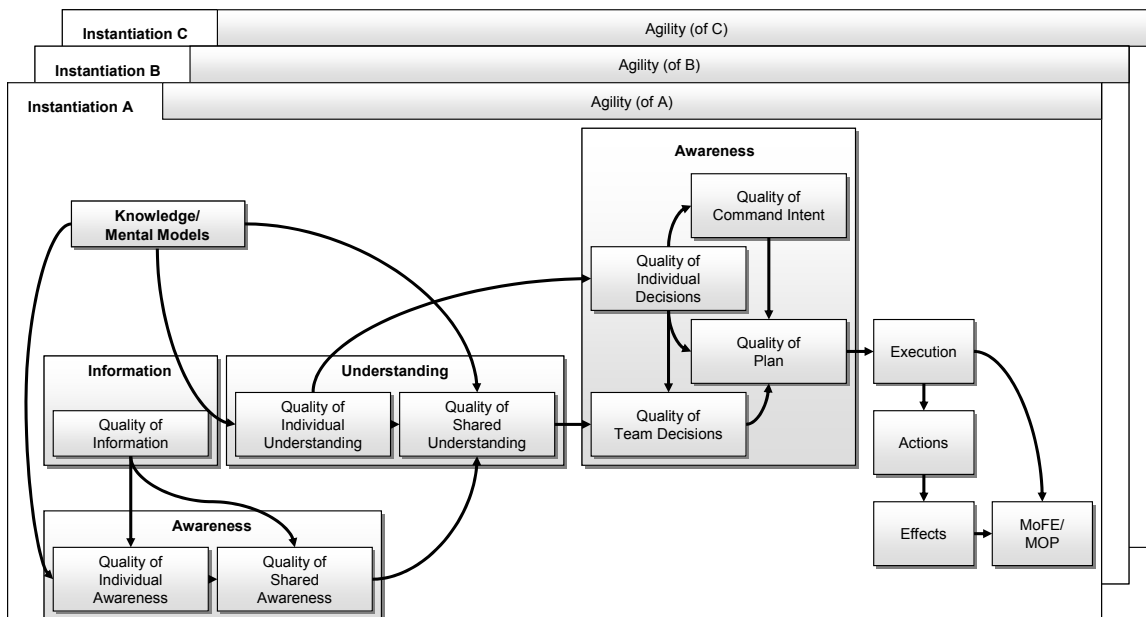 Instantiation C
Agility (of C)
Instantiation B
Agility (of B)
Instantiation A
Agility (of A)
Awareness
Quality of
Command Intent
Knowledge/
Mental Models
Quality of
Individual
Decisions
Quality of
Plan
Execution
Information
Understanding
Quality of
Information
Quality of
Individual
Understanding
Quality of
Shared
Understanding
Quality of
Team Decisions
Actions
Awareness
Quality of
Individual
Awareness
Quality of
Shared
Awareness
Effects
MoFE/
MOP